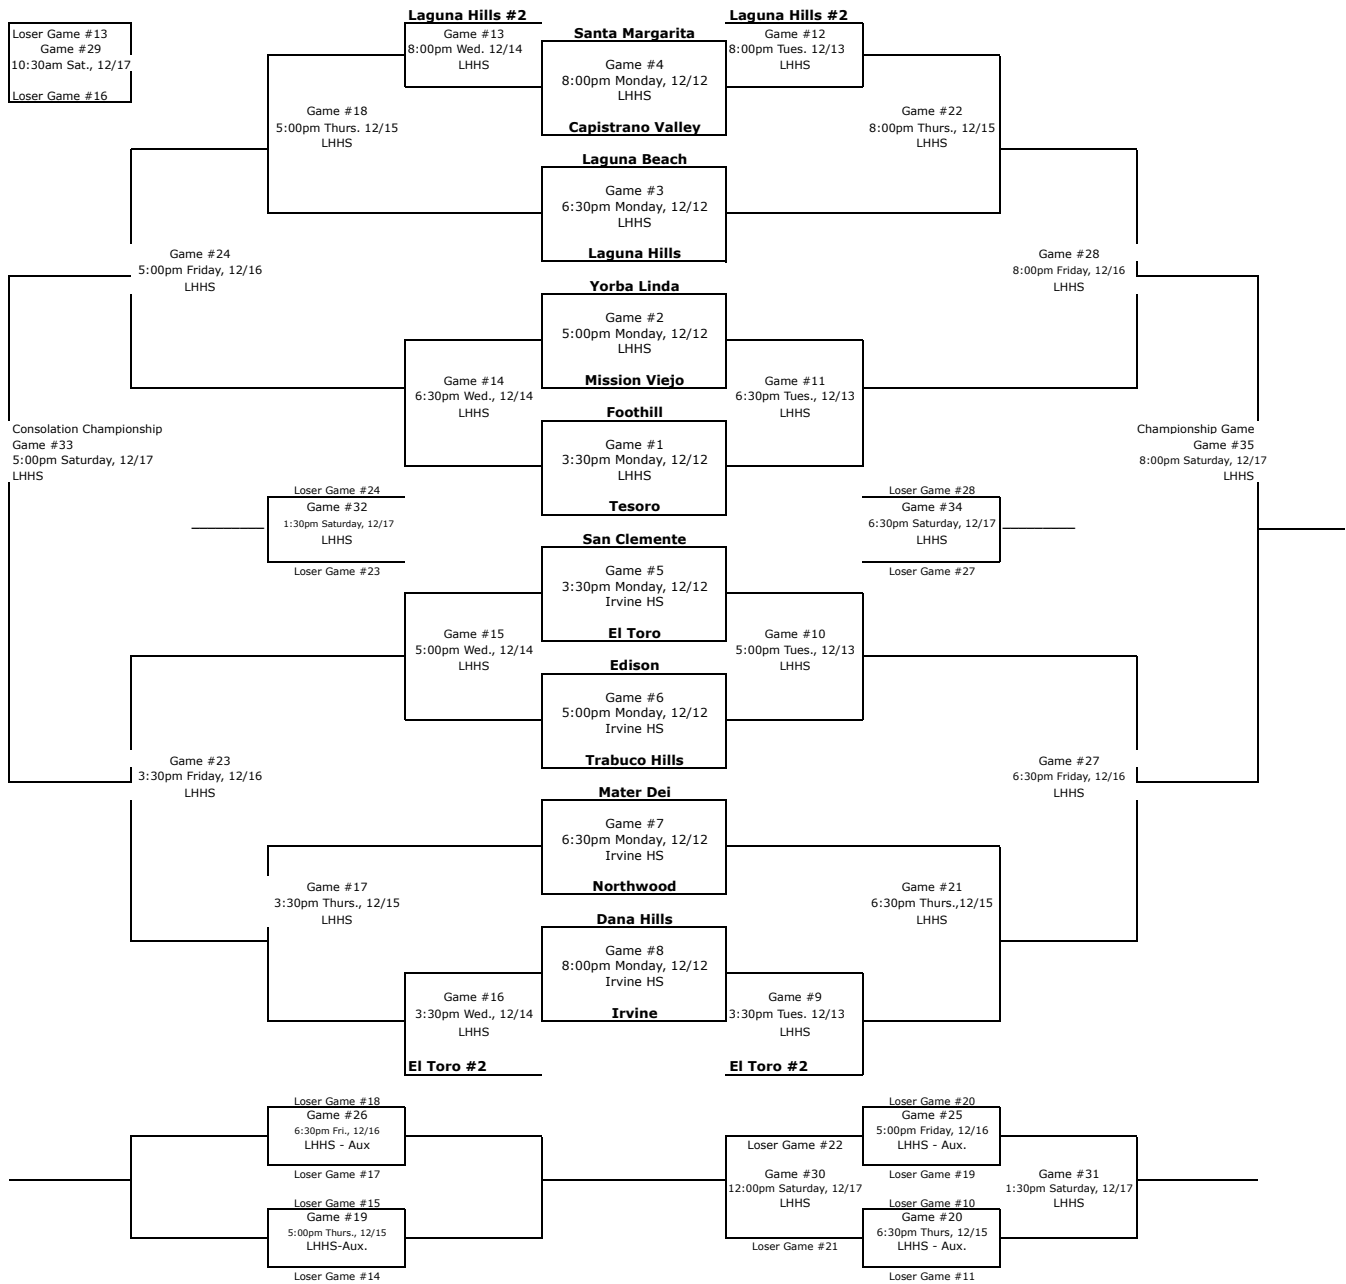 Laguna Hills #2
Laguna Hills #2
Loser Game #13
Game #29
10:30am Sat., 12/17
Loser Game #16
Game #13
8:00pm Wed. 12/14
LHHS
Santa Margarita
Game #4
8:00pm Monday, 12/12
LHHS
Capistrano Valley
Game #12
8:00pm Tues. 12/13
LHHS
Game #18
5:00pm Thurs. 12/15
LHHS
Game #22
8:00pm Thurs., 12/15
LHHS
Laguna Beach
Game #3
6:30pm Monday, 12/12
LHHS
Laguna Hills
Game #24
5:00pm Friday, 12/16
LHHS
Game #28
8:00pm Friday, 12/16
LHHS
Yorba Linda
Game #2
5:00pm Monday, 12/12
LHHS
Mission Viejo
Game #14
6:30pm Wed., 12/14
LHHS
Game #11
6:30pm Tues., 12/13
LHHS
Foothill
Game #1
3:30pm Monday, 12/12
LHHS
Tesoro
Consolation Championship
Game #33
5:00pm Saturday, 12/17
LHHS
Championship Game
Game #35
8:00pm Saturday, 12/17
LHHS
Loser Game #24
Game #32
1:30pm Saturday, 12/17
LHHS
Loser Game #23
Loser Game #28
Game #34
6:30pm Saturday, 12/17
LHHS
Loser Game #27
San Clemente
Game #5
3:30pm Monday, 12/12
Irvine HS
El Toro
Game #15
5:00pm Wed., 12/14
LHHS
Game #10
5:00pm Tues., 12/13
LHHS
Edison
Game #6
5:00pm Monday, 12/12
Irvine HS
Trabuco Hills
Game #23
3:30pm Friday, 12/16
LHHS
Game #27
6:30pm Friday, 12/16
LHHS
Mater Dei
Game #7
6:30pm Monday, 12/12
Irvine HS
Northwood
Game #17
3:30pm Thurs., 12/15
LHHS
Game #21
6:30pm Thurs.,12/15
LHHS
Dana Hills
Game #8
8:00pm Monday, 12/12
Irvine HS
Irvine
Game #16
3:30pm Wed., 12/14
LHHS
El Toro #2
Game #9
3:30pm Tues. 12/13
LHHS
El Toro #2
Loser Game #18
Game #26
6:30pm Fri., 12/16
LHHS - Aux
Loser Game #17
Loser Game #15
Game #19
5:00pm Thurs., 12/15
LHHS-Aux.
Loser Game #14
Loser Game #22
Game #30
12:00pm Saturday, 12/17
LHHS
Loser Game #21
Loser Game #20
Game #25
5:00pm Friday, 12/16
LHHS - Aux.
Loser Game #19
Loser Game #10
Game #20
6:30pm Thurs, 12/15
LHHS - Aux.
Loser Game #11
Game #31
1:30pm Saturday, 12/17
LHHS